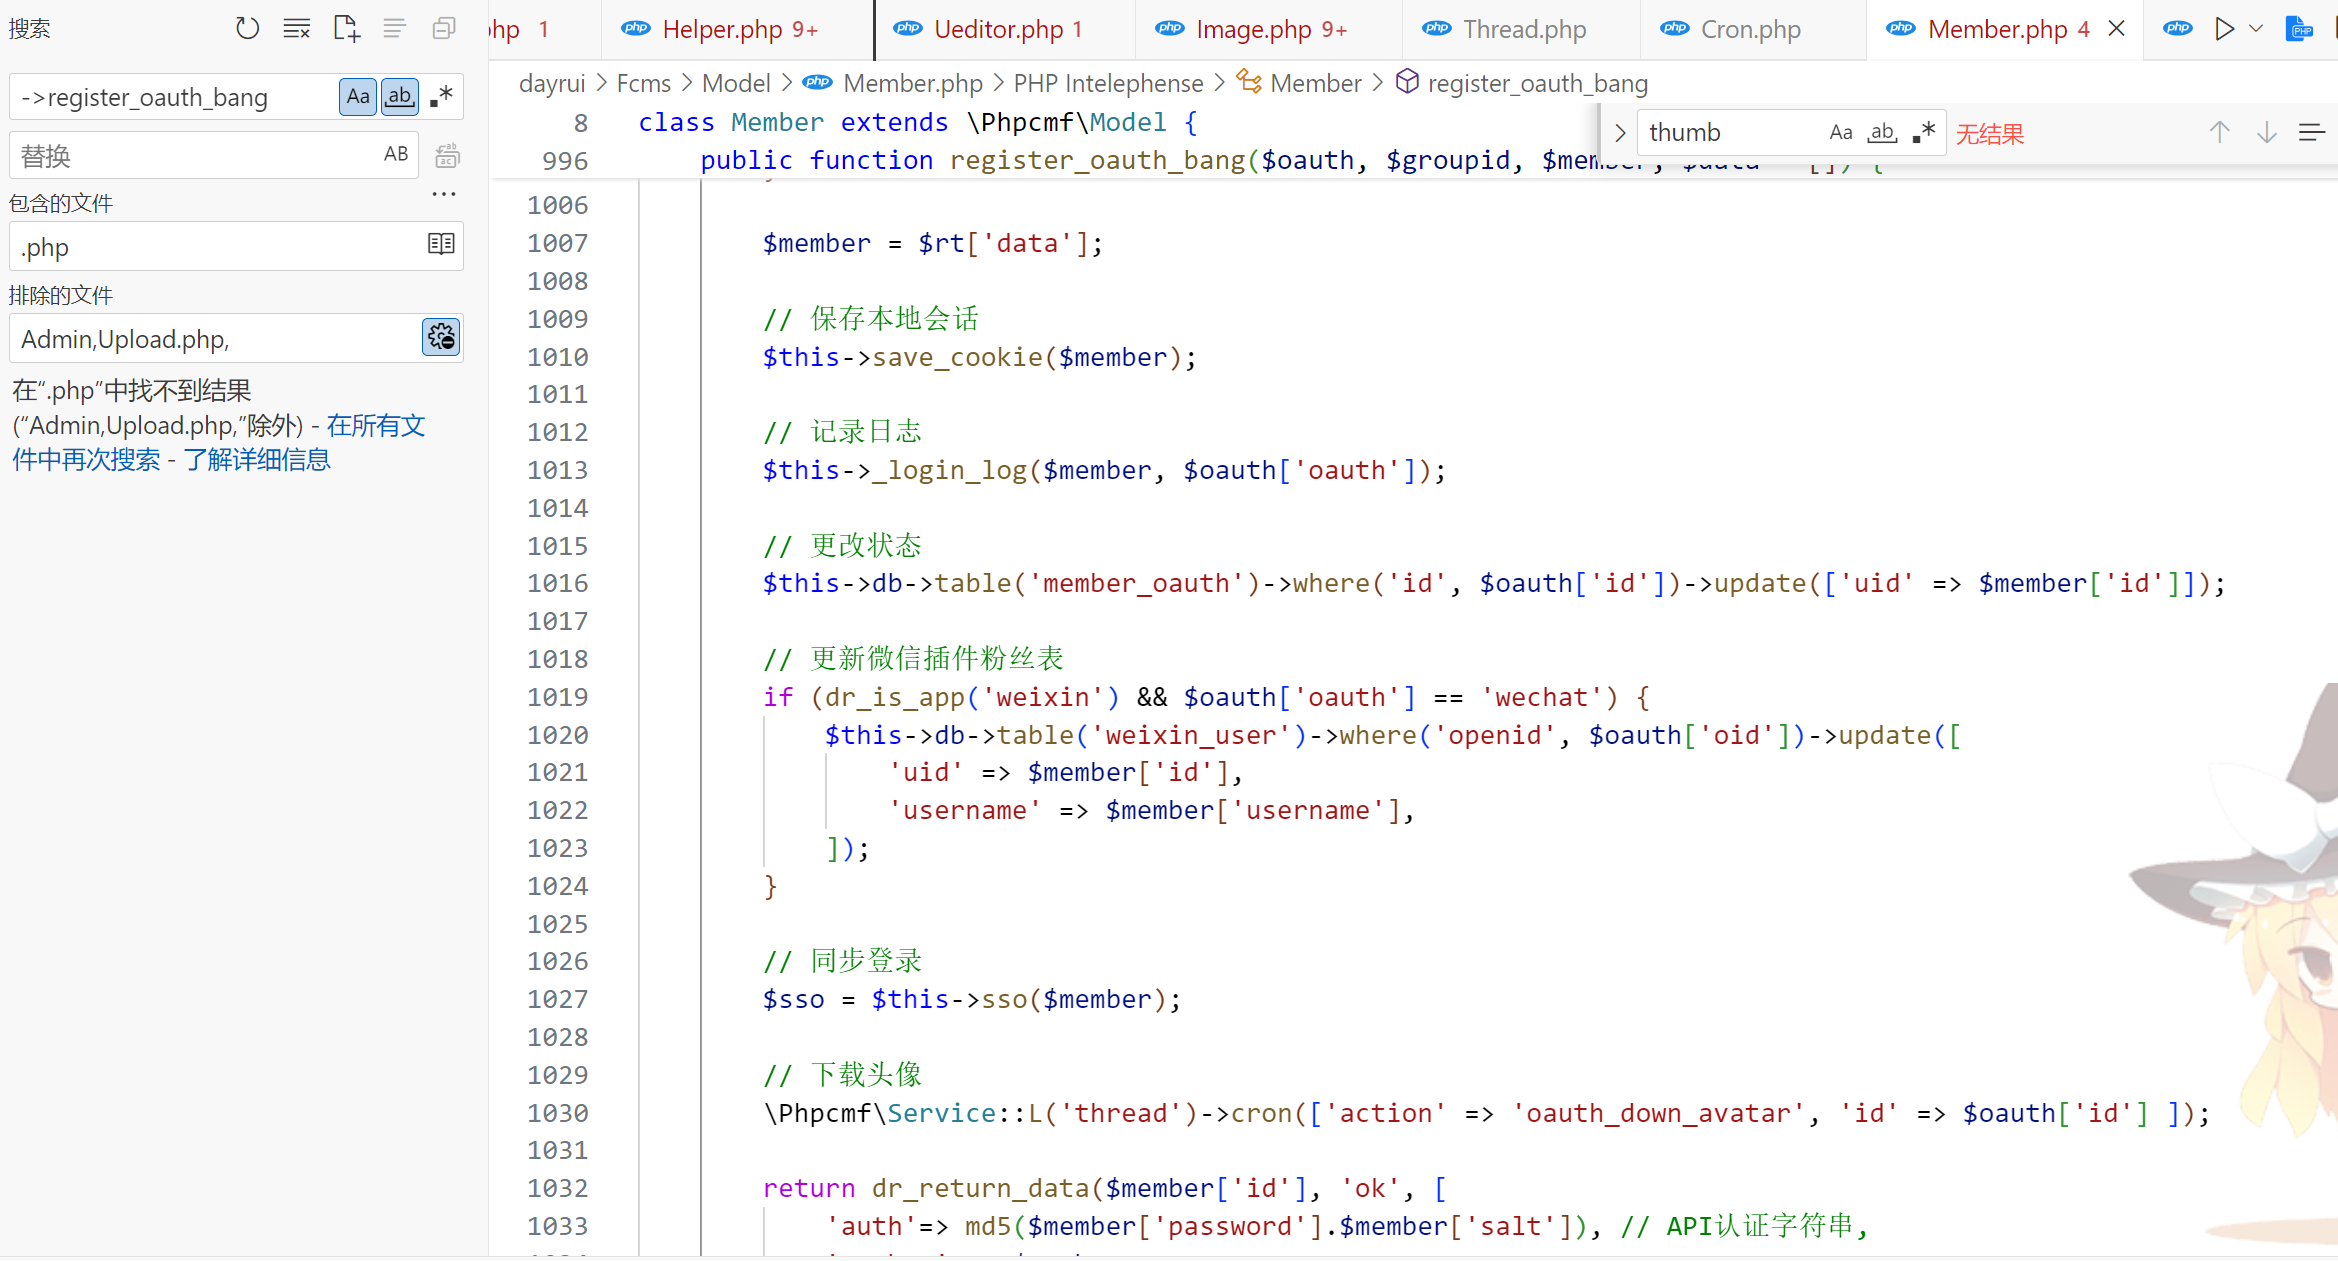 搜索
->register_oauth_bang Aa ab .*
替换 AB
包含的文件
.php
排除的文件
Admin,Upload.php,
在“.php”中找不到结果
(“Admin,Upload.php,”除外) - 在所有文
件中再次搜索 - 了解详细信息
php 1 php Helper.php 9+ php Ueditor.php 1 php Image.php 9+ php Thread.php php Cron.php php Member.php 4 php PHP
dayrui > Fcms > Model > php Member.php > PHP Intelephense > Member > register_oauth_bang
thumb Aa ab .* 无结果
8 class Member extends \Phpcmf\Model {
996 public function register_oauth_bang($oauth, $groupid, $member, $data = []) {
1006
1007 $member = $rt['data'];
1008
1009 // 保存本地会话
1010 $this->save_cookie($member);
1011
1012 // 记录日志
1013 $this->_login_log($member, $oauth['oauth']);
1014
1015 // 更改状态
1016 $this->db->table('member_oauth')->where('id', $oauth['id'])->update(['uid' => $member['id']]);
1017
1018 // 更新微信插件粉丝表
1019 if (dr_is_app('weixin') && $oauth['oauth'] == 'wechat') {
1020 $this->db->table('weixin_user')->where('openid', $oauth['oid'])->update([
1021 'uid' => $member['id'],
1022 'username' => $member['username'],
1023 ]);
1024 }
1025
1026 // 同步登录
1027 $sso = $this->sso($member);
1028
1029 // 下载头像
1030 \Phpcmf\Service::L('thread')->cron(['action' => 'oauth_down_avatar', 'id' => $oauth['id'] ]);
1031
1032 return dr_return_data($member['id'], 'ok', [
1033 'auth'=> md5($member['password'].$member['salt']), // API认证字符串,